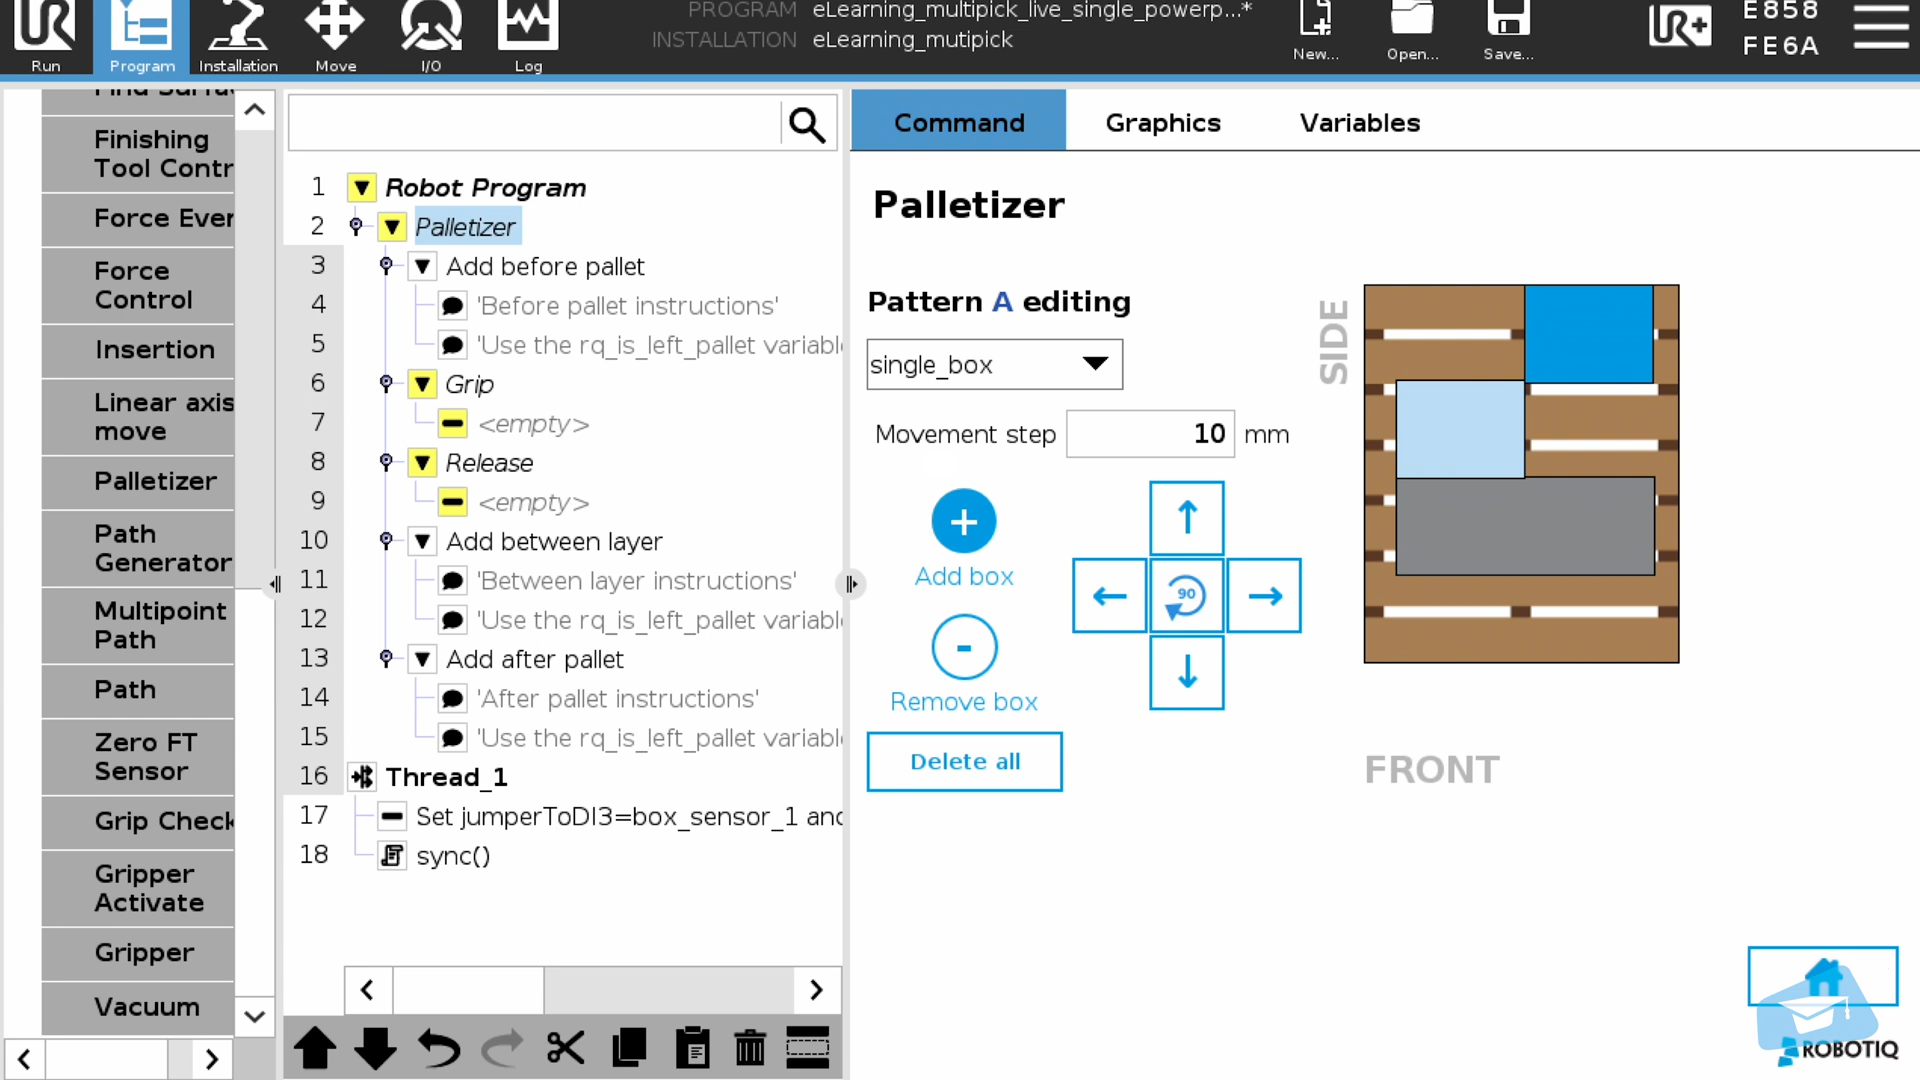 PROGRAM eLearning_multipick_live_single_powerp...*
INSTALLATION eLearning_mutipick
Run
Program
Installation
Move
I/O
Log
New...
Open...
Save...
UR+
E858
FE6A
Finishing
Tool Contr
Force Ever
Force
Control
Insertion
Linear axis
move
Palletizer
Path
Generator
Multipoint
Path
Path
Zero FT
Sensor
Grip Check
Gripper
Activate
Gripper
Vacuum
1 Robot Program
2 Palletizer
3 Add before pallet
4 'Before pallet instructions'
5 'Use the rq_is_left_pallet variabl
6 Grip
7 <empty>
8 Release
9 <empty>
10 Add between layer
11 'Between layer instructions'
12 'Use the rq_is_left_pallet variabl
13 Add after pallet
14 'After pallet instructions'
15 'Use the rq_is_left_pallet variabl
16 Thread_1
17 Set jumperToDI3=box_sensor_1 and
18 sync()
Command Graphics Variables
Palletizer
Pattern A editing
single_box
Movement step 10 mm
+
Add box
-
Remove box
Delete all
90
SIDE
FRONT
ROBOTIQ